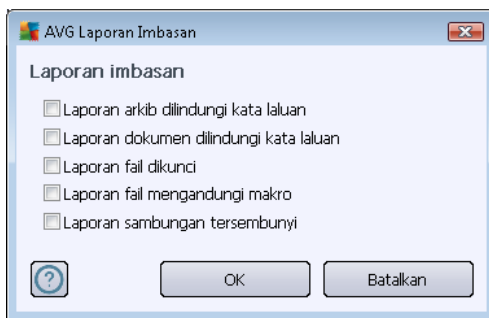 AVG Laporan Imbasan
Laporan imbasan
Laporan arkib dilindungi kata laluan
Laporan dokumen dilindungi kata laluan
Laporan fail dikunci
Laporan fail mengandungi makro
Laporan sambungan tersembunyi
? OK Batalkan